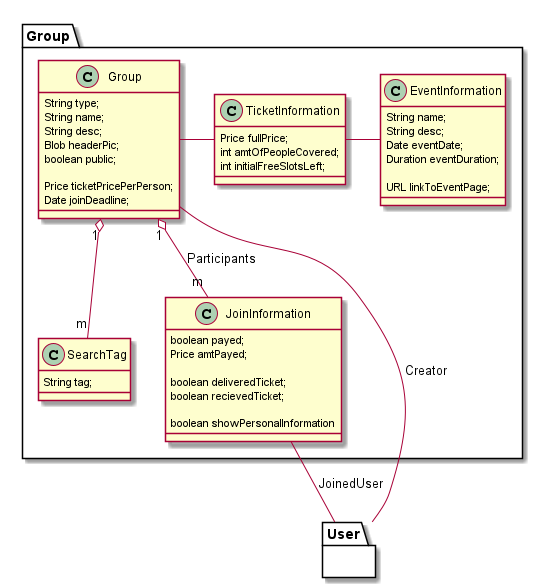 Group
C Group
String type;
String name;
String desc;
Blob headerPic;
boolean public;
Price ticketPricePerPerson;
Date joinDeadline;
C TicketInformation
Price fullPrice;
int amtOfPeopleCovered;
int initialFreeSlotsLeft;
C EventInformation
String name;
String desc;
Date eventDate;
Duration eventDuration;
URL linkToEventPage;
1
1
Participants
m
m
C SearchTag
String tag;
C JoinInformation
boolean payed;
Price amtPayed;
boolean deliveredTicket;
boolean recievedTicket;
boolean showPersonalInformation
Creator
JoinedUser
User